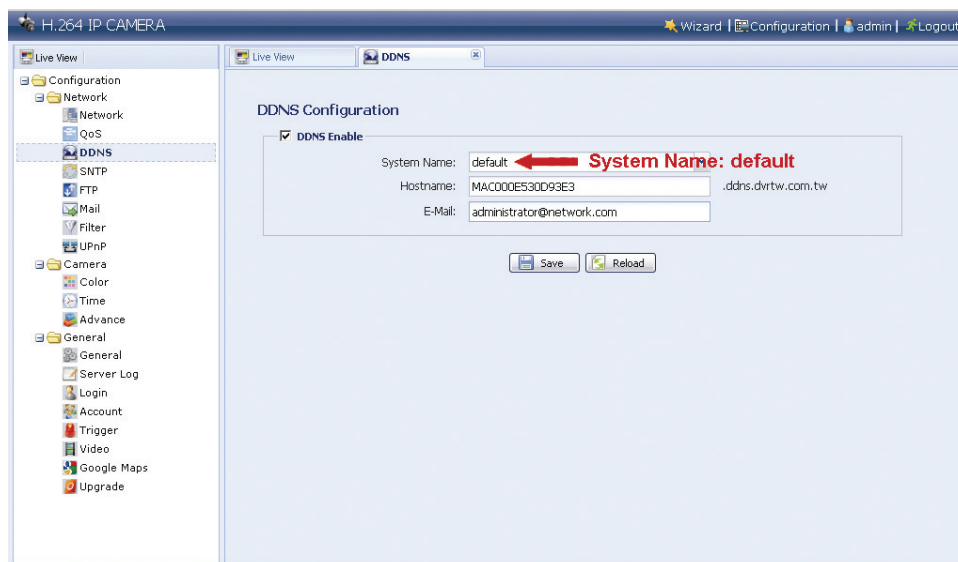 H.264 IP CAMERA
Wizard | Configuration | admin | Logout
Live View
Live View
DDNS
Configuration
Network
Network
QoS
DDNS
SNTP
FTP
Mail
Filter
UPnP
Camera
Color
Time
Advance
General
General
Server Log
Login
Account
Trigger
Video
Google Maps
Upgrade
DDNS Configuration
DDNS Enable
System Name: default System Name: default
Hostname: MAC000E530D93E3 .ddns.dvrtw.com.tw
E-Mail: administrator@network.com
Save Reload